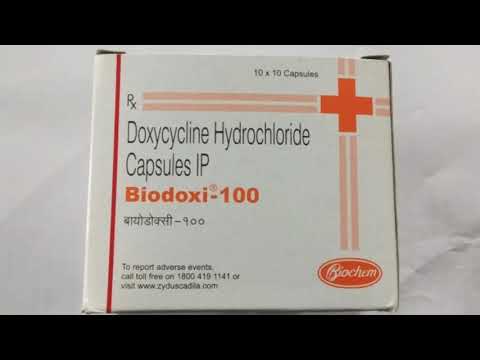 10 x 10 Capsules
Rx
Doxycycline Hydrochloride
Capsules IP
Biodoxi®-100
बायोडोक्सी-१००
To report adverse events,
call toll free on 1800 419 1141 or
visit www.zyduscadila.com
Biochem